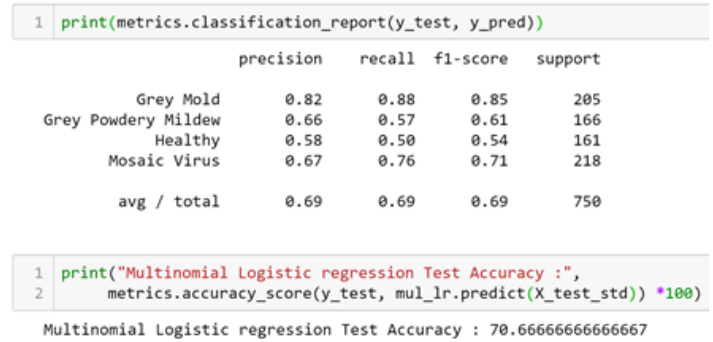 1 print(metrics.classification_report(y_test, y_pred))
precision recall f1-score support
Grey Mold 0.82 0.88 0.85 205
Grey Powdery Mildew 0.66 0.57 0.61 166
Healthy 0.58 0.50 0.54 161
Mosaic Virus 0.67 0.76 0.71 218
avg / total 0.69 0.69 0.69 750
1 print("Multinomial Logistic regression Test Accuracy :",
2 metrics.accuracy_score(y_test, mul_lr.predict(X_test_std)) *100)
Multinomial Logistic regression Test Accuracy : 70.66666666666667